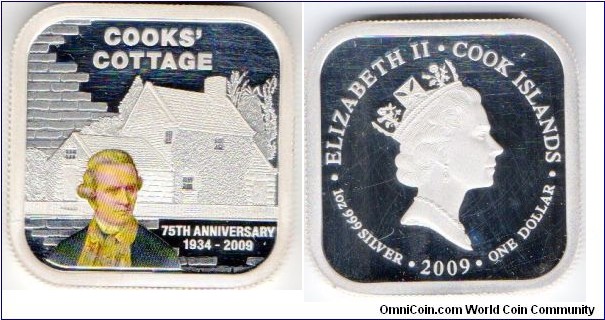 COOKS'
COTTAGE
75TH ANNIVERSARY
1934 - 2009
ELIZABETH II • COOK ISLANDS
• 1oz 999 SILVER • 2009 • ONE DOLLAR •
OmniCoin.com World Coin Community